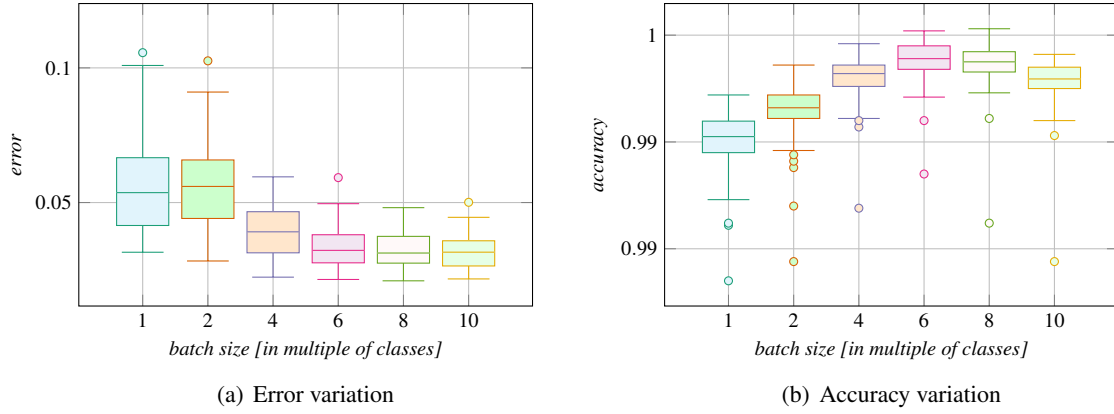 0.1
0.05
error
1 2 4 6 8 10
batch size [in multiple of classes]
(a) Error variation
1
0.99
0.99
accuracy
1 2 4 6 8 10
batch size [in multiple of classes]
(b) Accuracy variation